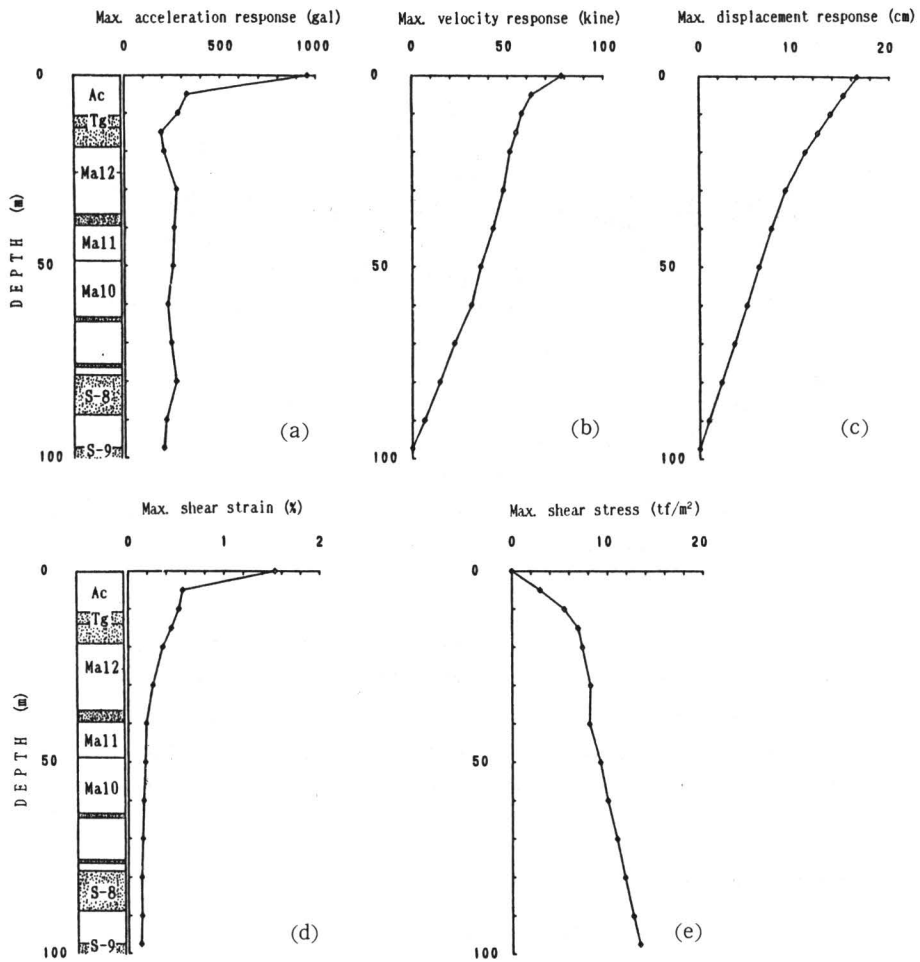 Max. acceleration response (gal)
0 500 1000
Max. velocity response (kine)
0 50 100
Max. displacement response (cm)
0 10 20
0
50
100
DEPTH (m)
Ac
Tg
Ma12
Ma11
Ma10
S-8
S-9
(a)
0
50
100
(b)
0
50
100
(c)
Max. shear strain (%)
0 1 2
Max. shear stress (tf/m²)
0 10 20
0
50
100
DEPTH (m)
Ac
Tg
Ma12
Ma11
Ma10
S-8
S-9
(d)
0
50
100
(e)